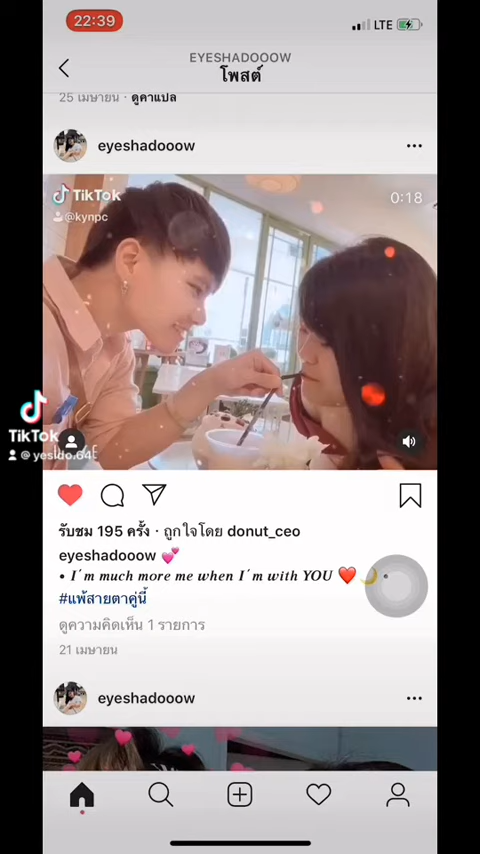 22:39
LTE
EYESHADOOOW
โพสต์
25 เมษายน · ดูคำแปล
eyeshadooow
TikTok
@kynpc
0:18
TikTok
@yesido.64
รับชม 195 ครั้ง · ถูกใจโดย donut_ceo
eyeshadooow 💕
• I´m much more me when I´m with YOU ❤️🌙
#แพ้สายตาคู่นี้
ดูความคิดเห็น 1 รายการ
21 เมษายน
eyeshadooow